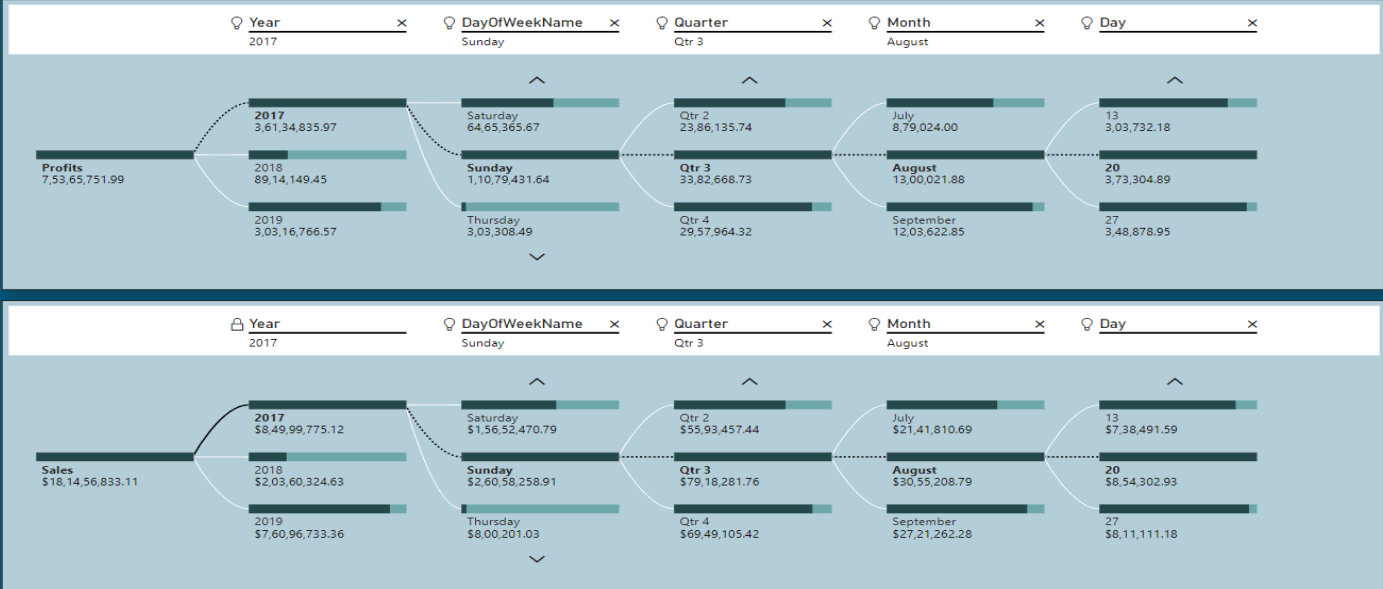 Year DayOfWeekName Quarter Month Day
2017 Sunday Qtr 3 August
2017 Saturday Qtr 2 July 13
3,61,34,835.97 64,65,365.67 23,86,135.74 8,79,024.00 3,03,732.18
Profits 2018 Sunday Qtr 3 August 20
7,53,65,751.99 89,14,149.45 1,10,79,431.64 33,82,668.73 13,00,021.88 3,73,304.89
2019 Thursday Qtr 4 September 27
3,03,16,766.57 3,03,308.49 29,57,964.32 12,03,622.85 3,48,878.95
Year DayOfWeekName Quarter Month Day
2017 Sunday Qtr 3 August
2017 Saturday Qtr 2 July 13
$8,49,99,775.12 $1,56,52,470.79 $55,93,457.44 $21,41,810.69 $7,38,491.59
Sales 2018 Sunday Qtr 3 August 20
$18,14,56,833.11 $2,03,60,324.63 $2,60,58,258.91 $79,18,281.76 $30,55,208.79 $8,54,302.93
2019 Thursday Qtr 4 September 27
$7,60,96,733.36 $8,00,201.03 $69,49,105.42 $27,21,262.28 $8,11,111.18